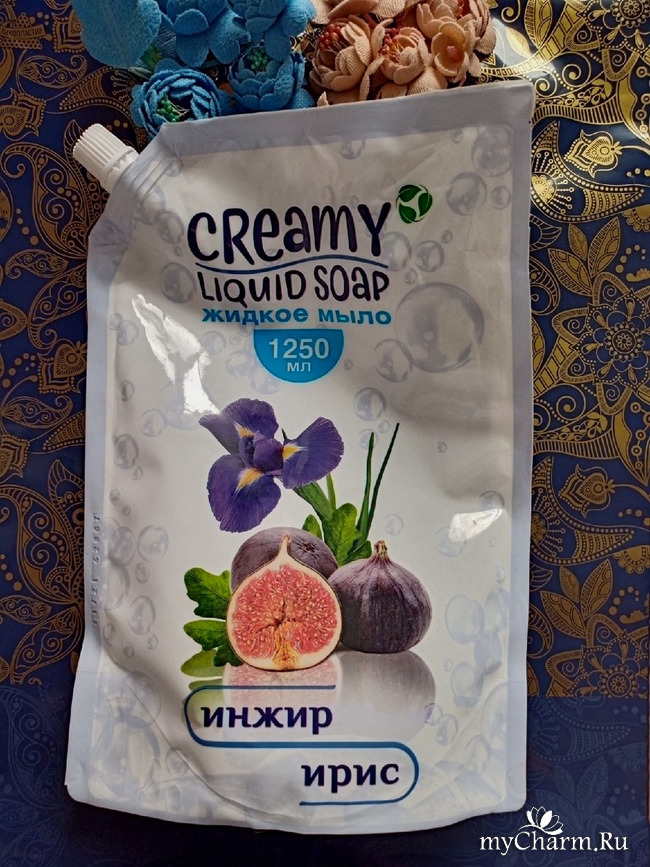 CREAMY
LIQUID SOAP
жидкое мыло
1250
мл
инжир
ирис
myCharm.Ru